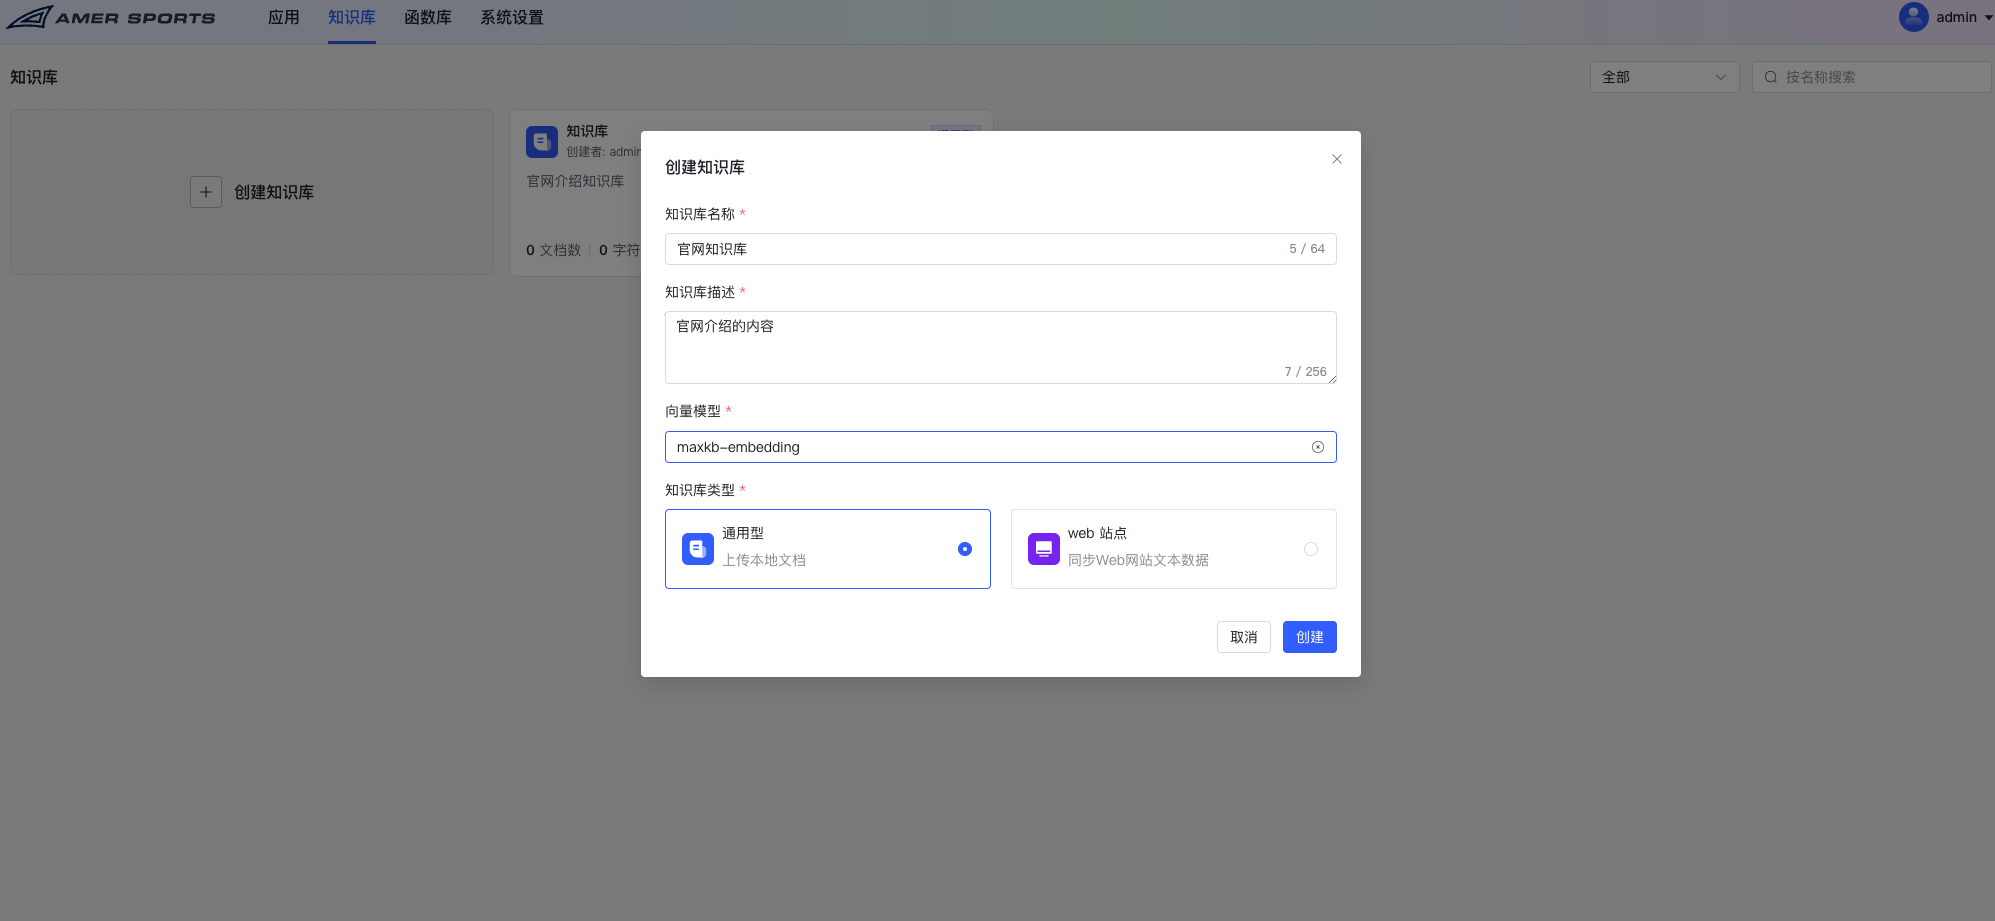 AMER SPORTS 应用 知识库 函数库 系统设置 admin
知识库 全部 按名称搜索
创建知识库
知识库
创建者: admin
官网介绍知识库
0 文档数 0 字符
创建知识库
知识库名称 *
官网知识库 5 / 64
知识库描述 *
官网介绍的内容
7 / 256
向量模型 *
maxkb-embedding
知识库类型 *
通用型
上传本地文档
web 站点
同步Web网站文本数据
取消 创建